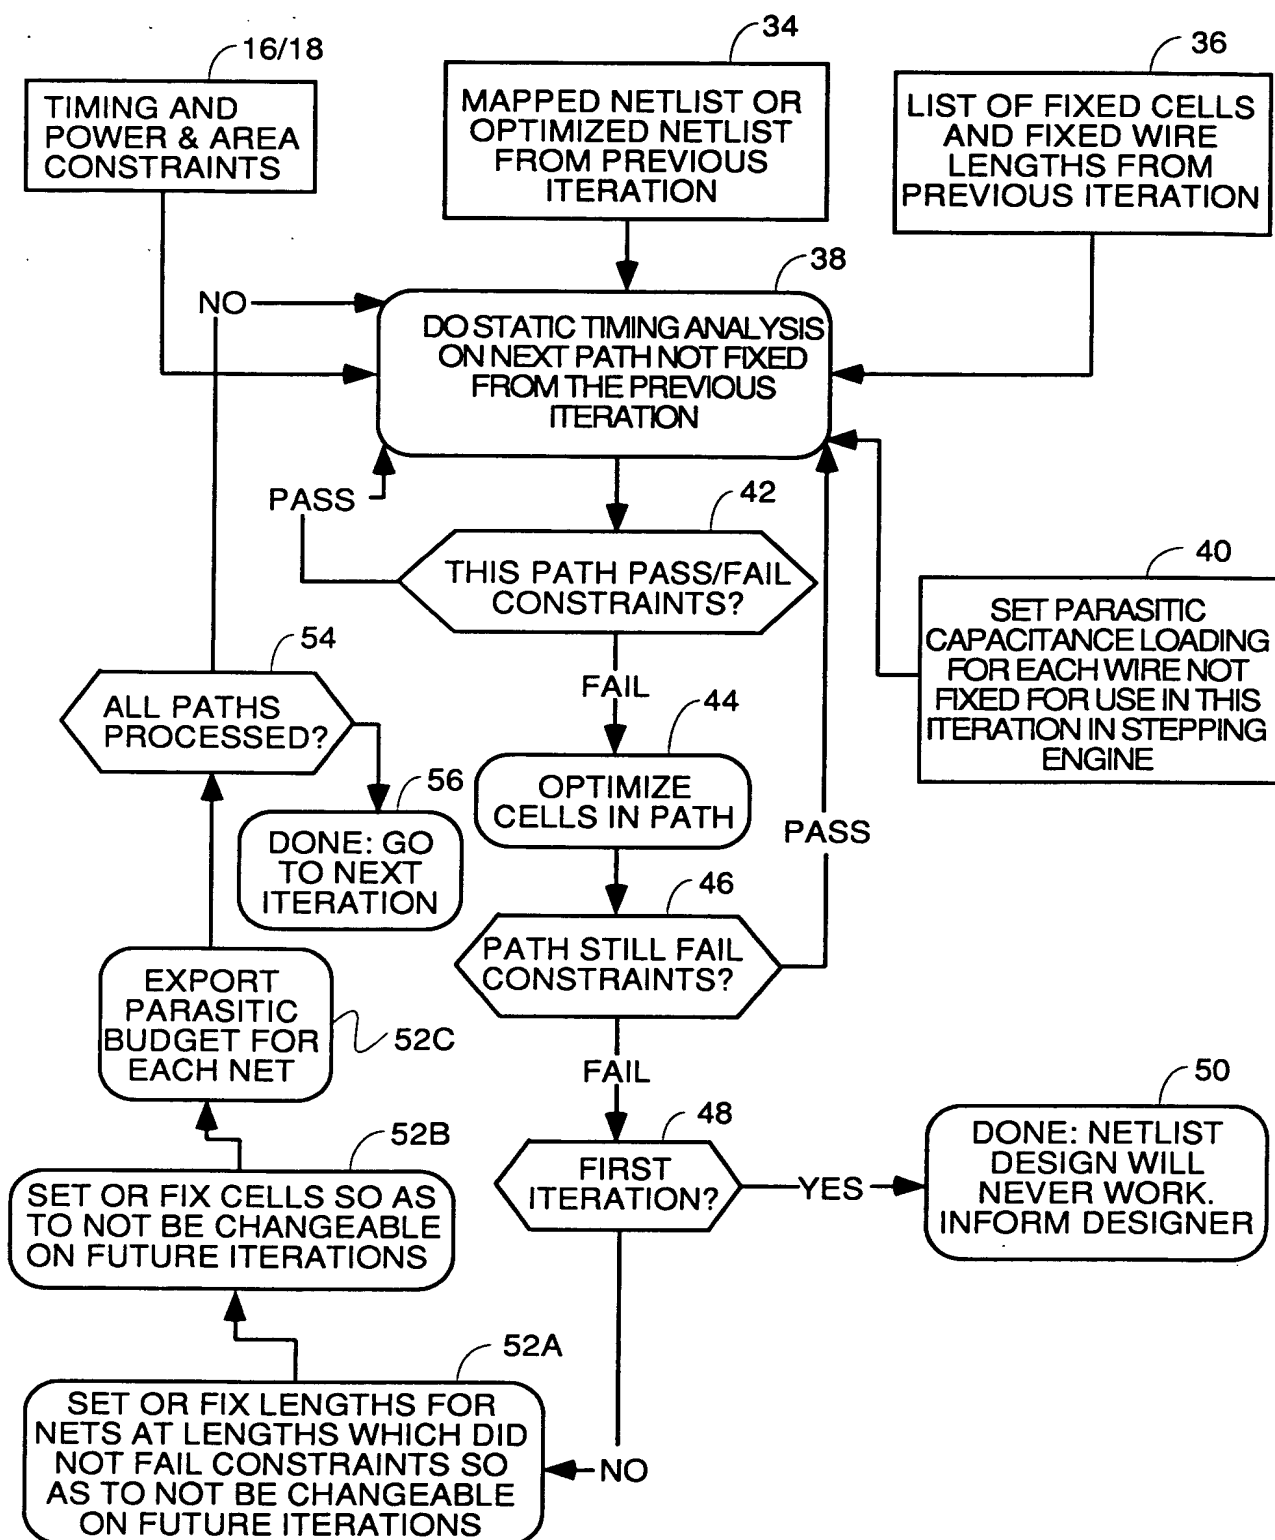 16/18
TIMING AND
POWER & AREA
CONSTRAINTS
34
MAPPED NETLIST OR
OPTIMIZED NETLIST
FROM PREVIOUS
ITERATION
36
LIST OF FIXED CELLS
AND FIXED WIRE
LENGTHS FROM
PREVIOUS ITERATION
38
NO
DO STATIC TIMING ANALYSIS
ON NEXT PATH NOT FIXED
FROM THE PREVIOUS
ITERATION
PASS
42
THIS PATH PASS/FAIL
CONSTRAINTS?
40
SET PARASITIC
CAPACITANCE LOADING
FOR EACH WIRE NOT
FIXED FOR USE IN THIS
ITERATION IN STEPPING
ENGINE
54
ALL PATHS
PROCESSED?
FAIL
44
OPTIMIZE
CELLS IN PATH
PASS
56
DONE: GO
TO NEXT
ITERATION
46
PATH STILL FAIL
CONSTRAINTS?
EXPORT
PARASITIC
BUDGET FOR
EACH NET
52C
FAIL
48
FIRST
ITERATION?
YES
50
DONE: NETLIST
DESIGN WILL
NEVER WORK.
INFORM DESIGNER
52B
SET OR FIX CELLS SO AS
TO NOT BE CHANGEABLE
ON FUTURE ITERATIONS
52A
SET OR FIX LENGTHS FOR
NETS AT LENGTHS WHICH DID
NOT FAIL CONSTRAINTS SO
AS TO NOT BE CHANGEABLE
ON FUTURE ITERATIONS
NO